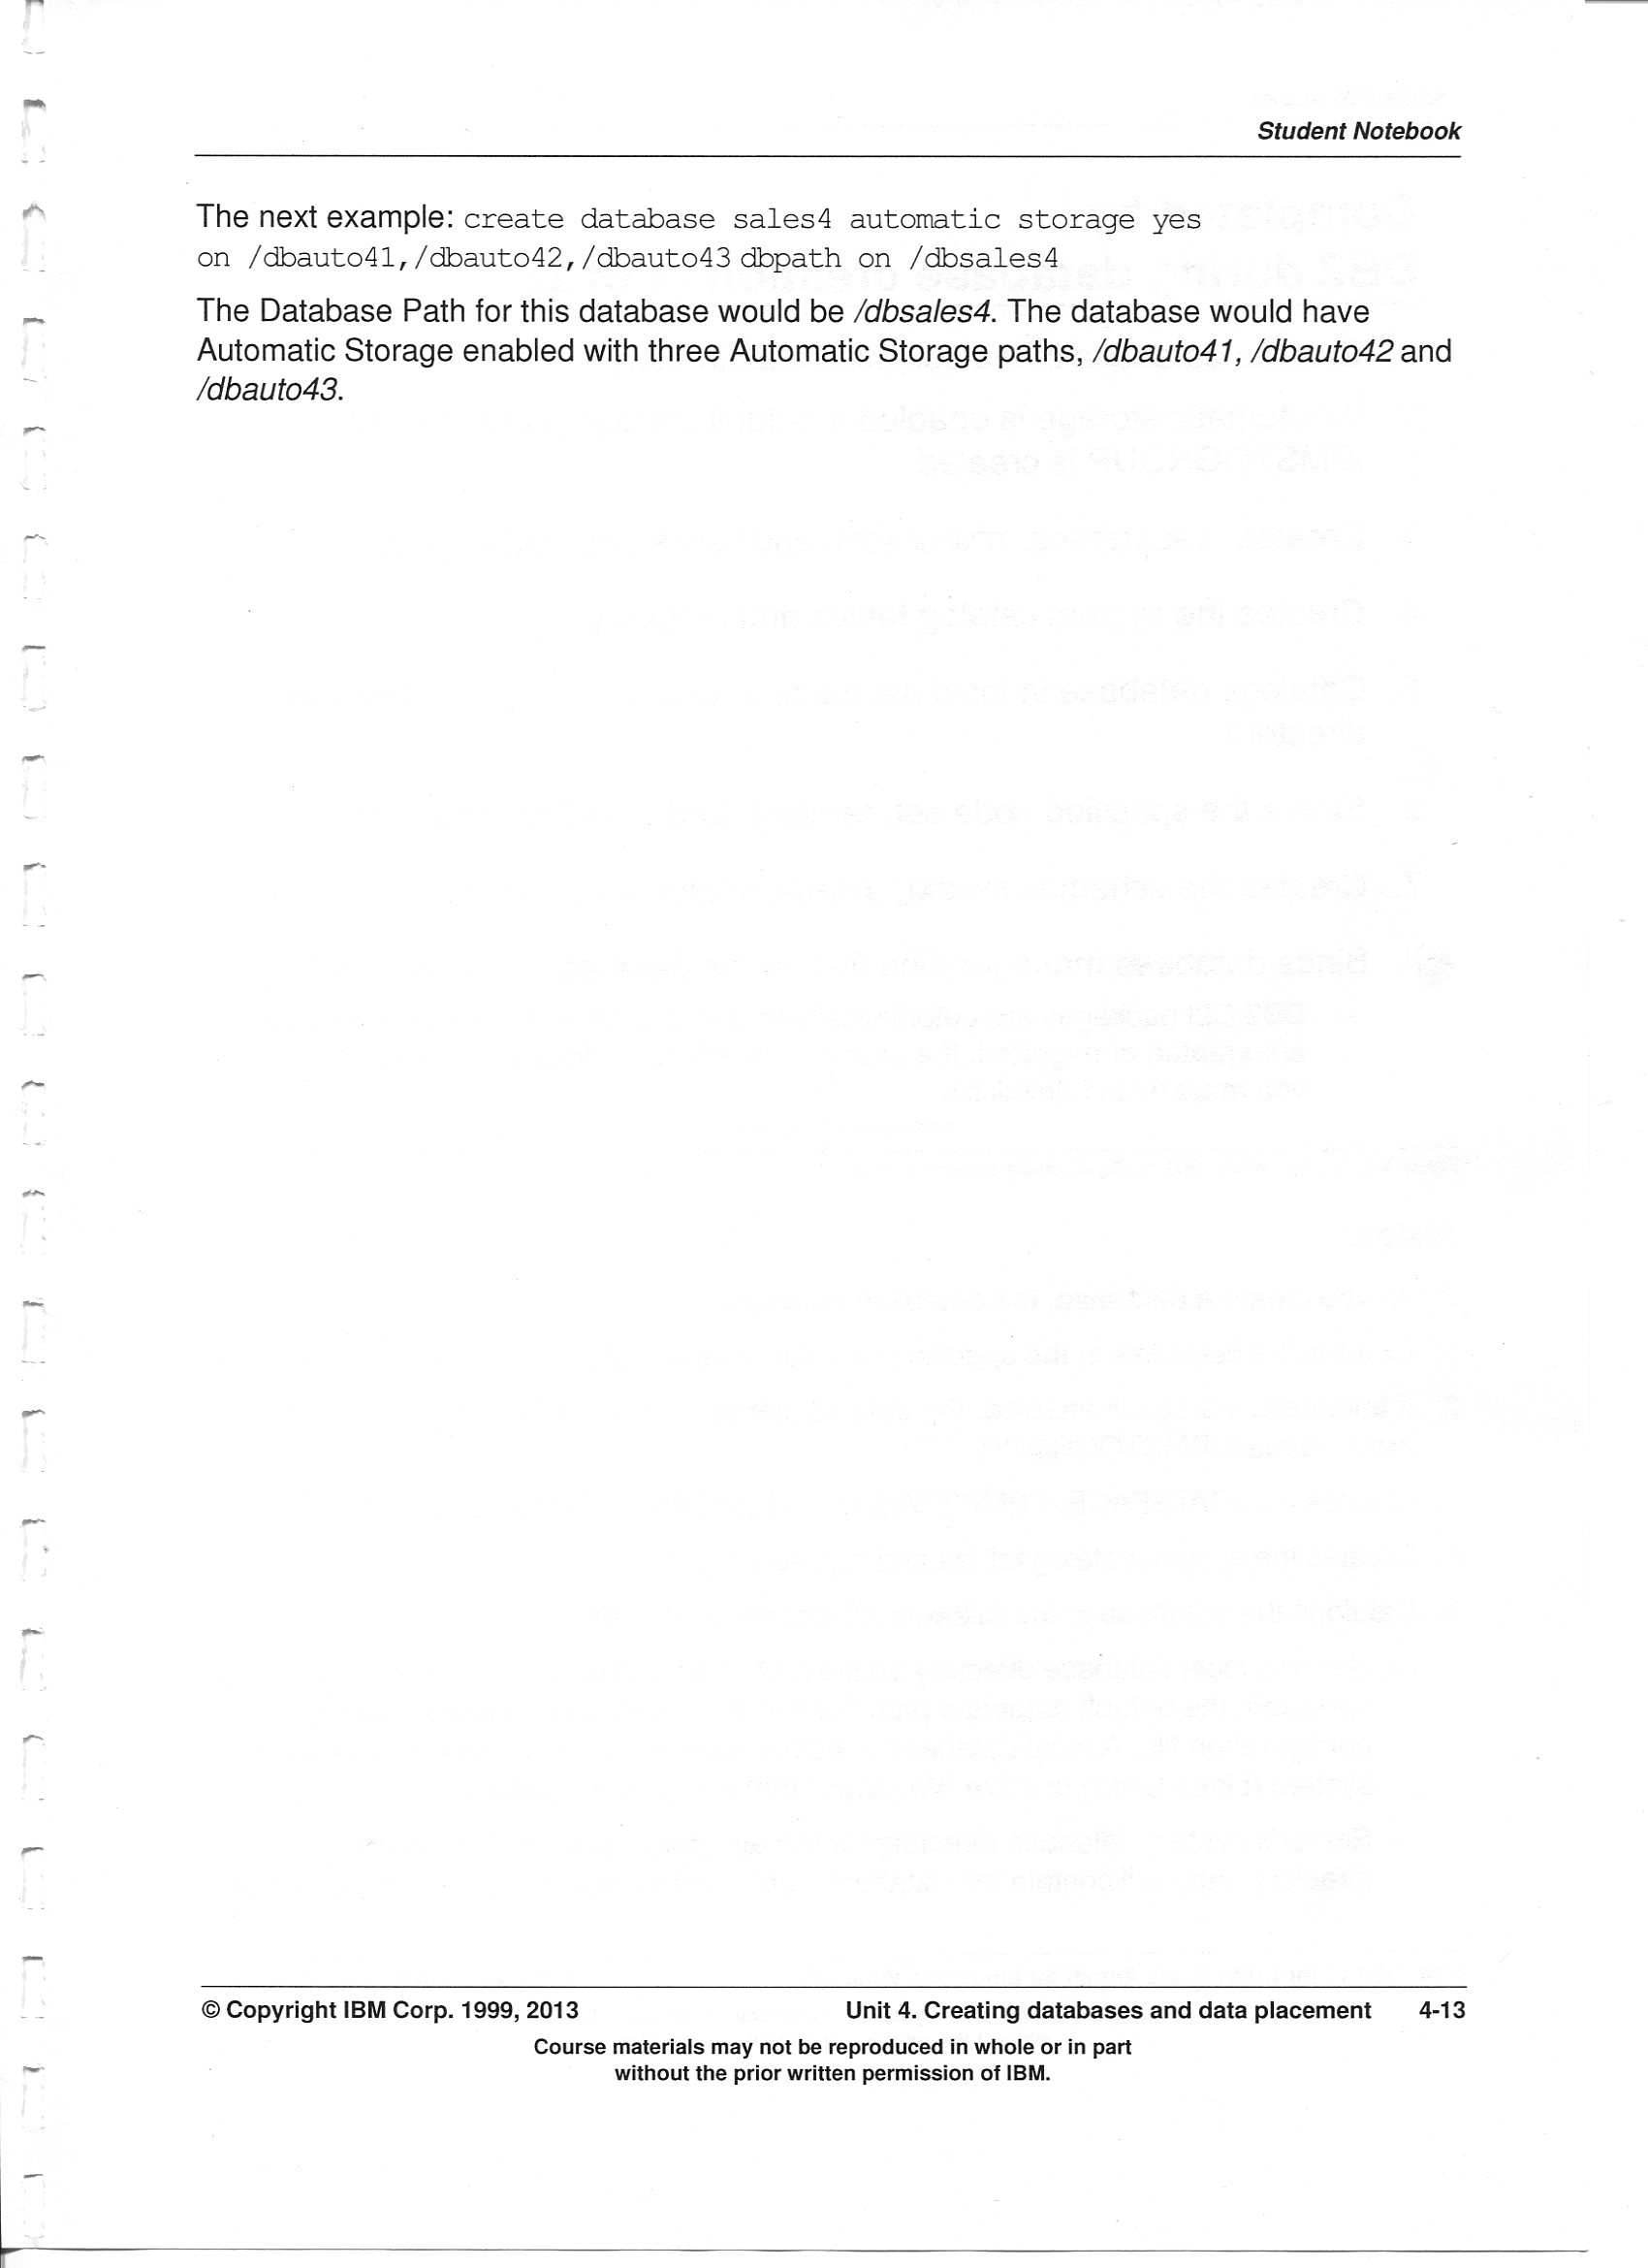 Student Notebook
The next example: create database sales4 automatic storage yes
on /dbauto41,/dbauto42,/dbauto43 dbpath on /dbsales4
The Database Path for this database would be /dbsales4. The database would have
Automatic Storage enabled with three Automatic Storage paths, /dbauto41, /dbauto42 and
/dbauto43.
© Copyright IBM Corp. 1999, 2013 Unit 4. Creating databases and data placement 4-13
Course materials may not be reproduced in whole or in part
without the prior written permission of IBM.